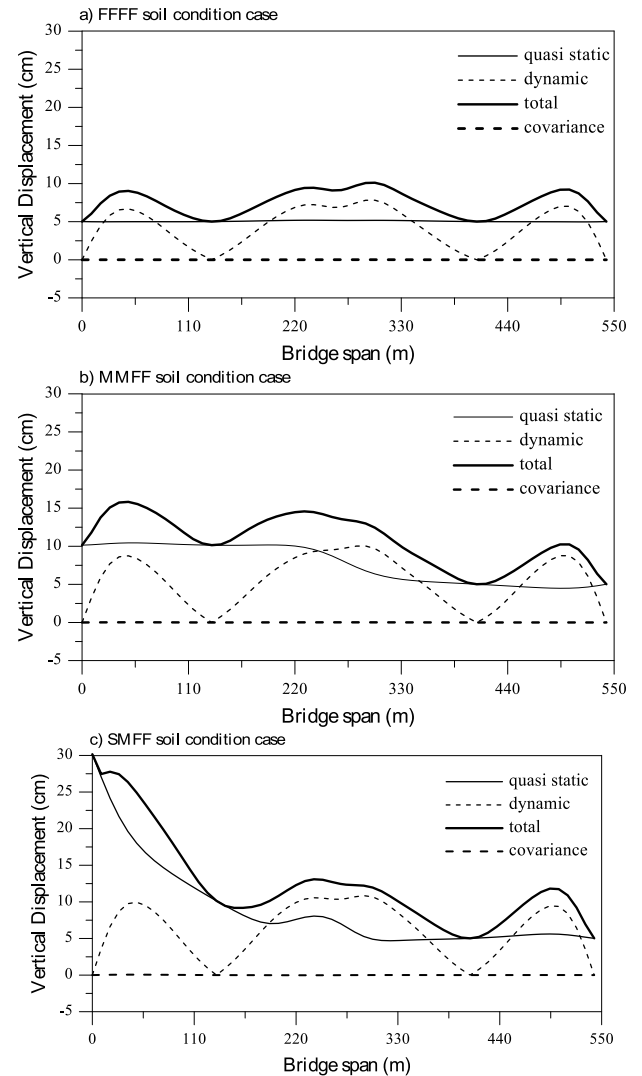 a) FFFF soil condition case
30
25
20
15
10
5
0
-5
Vertical Displacement (cm)
quasi static
dynamic
total
covariance
0 110 220 330 440 550
Bridge span (m)
b) MMFF soil condition case
30
25
20
15
10
5
0
-5
Vertical Displacement (cm)
quasi static
dynamic
total
covariance
0 110 220 330 440 550
Bridge span (m)
c) SMFF soil condition case
30
25
20
15
10
5
0
-5
Vertical Displacement (cm)
quasi static
dynamic
total
covariance
0 110 220 330 440 550
Bridge span (m)